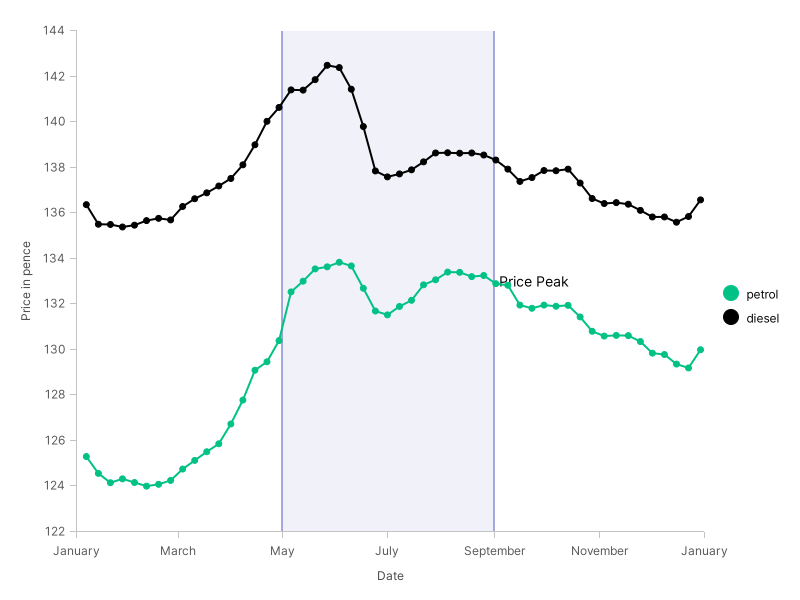 144
142
140
138
136
134
132
130
128
126
124
122
Price in pence
January March May July September November January
Date
Price Peak
petrol
diesel